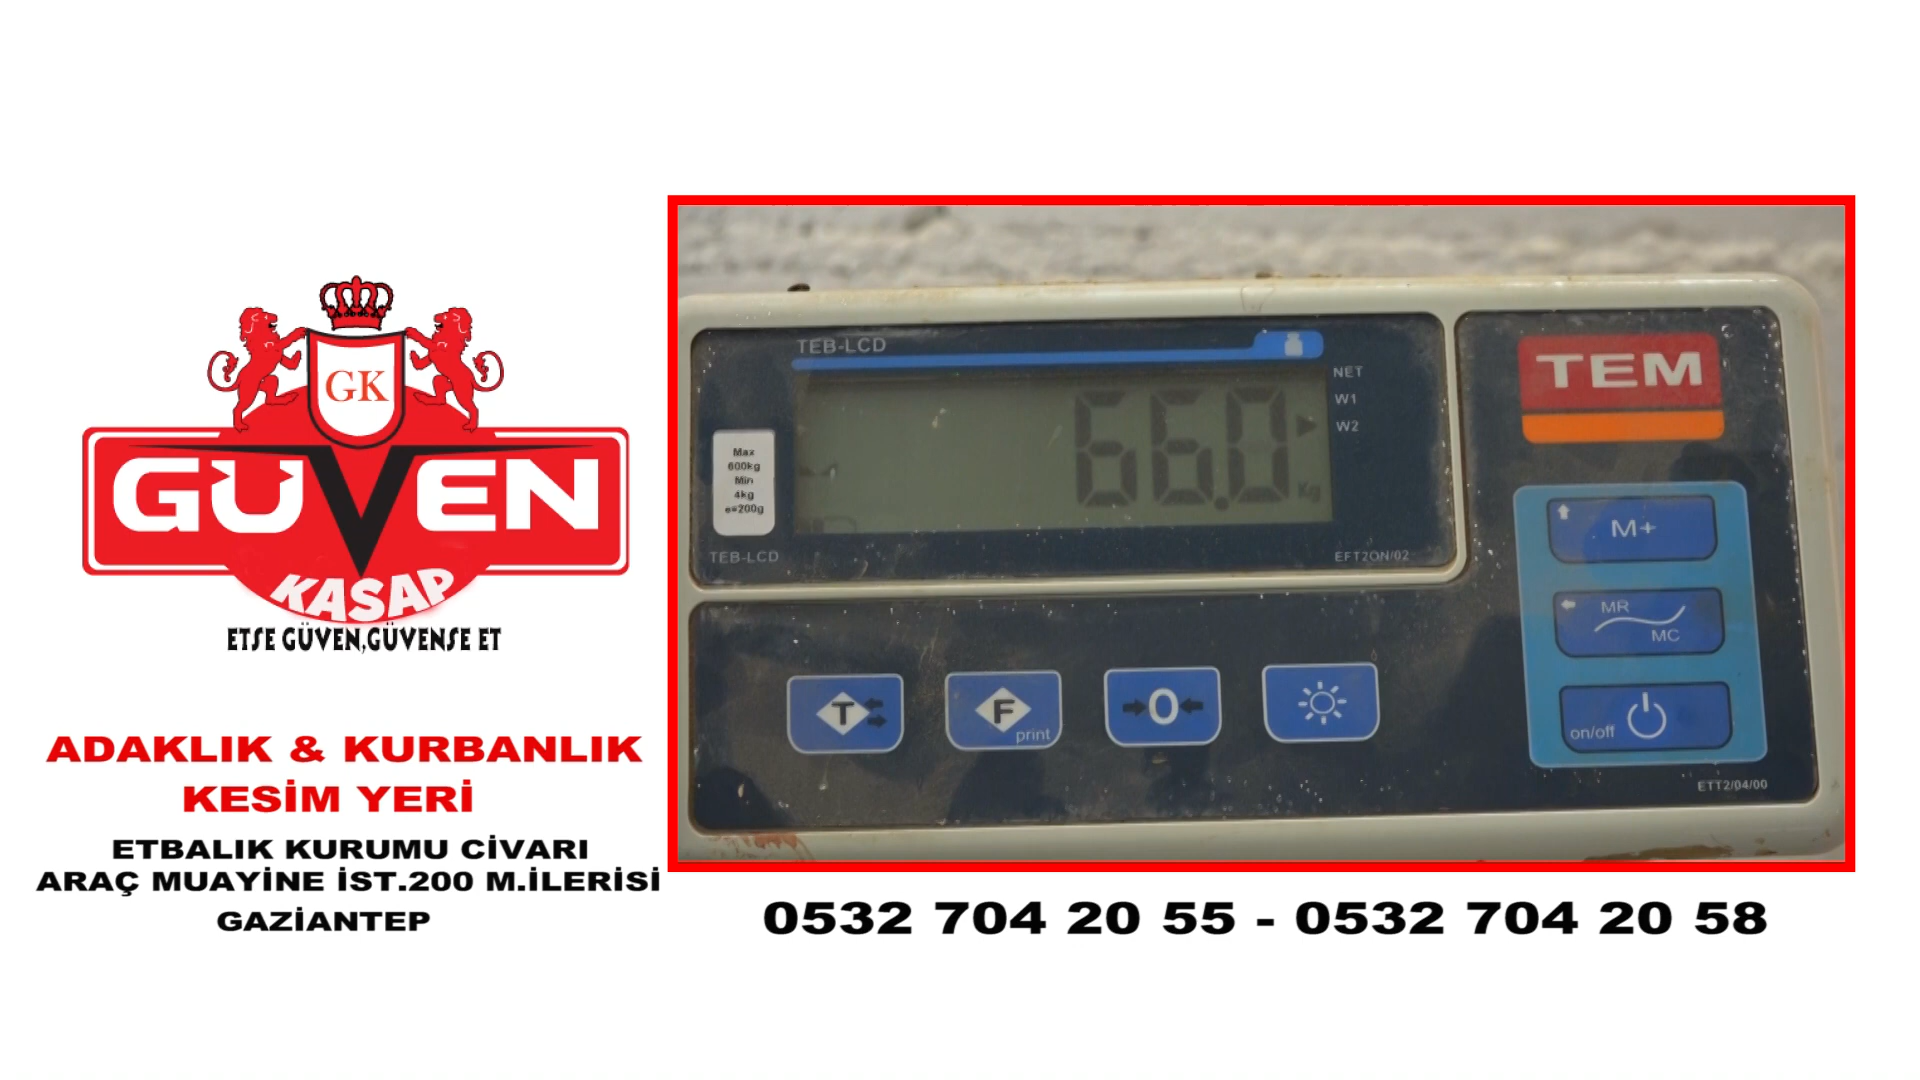 GK
GÜVEN
KASAP
ETSE GÜVEN,GÜVENSE ET
ADAKLIK & KURBANLIK
KESİM YERİ
ETBALIK KURUMU CİVARI
ARAÇ MUAYİNE İST.200 M.İLERİSİ
GAZİANTEP
TEB-LCD
NET
W1
W2
66.0 Kg
Max
600kg
Min
4kg
e=200g
TEB-LCD
EFT2ON/02
TEM
M+
MR
MC
on/off
ETT2/04/00
T
F
print
0
0532 704 20 55 - 0532 704 20 58